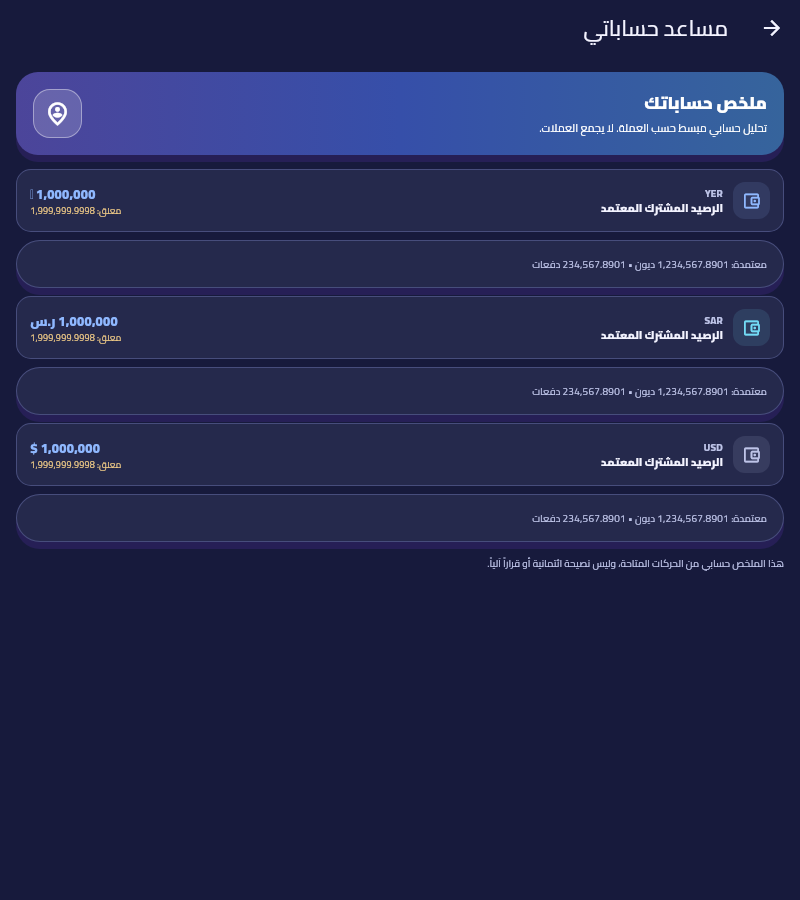 مساعد حساباتي
ملخص حساباتك
تحليل حسابي مبسط حسب العملة. لا يجمع العملات.
YER
الرصيد المشترك المعتمد
1,000,000
معلق: 1,999,999.9998
معتمدة: 1,234,567.8901 ديون • 234,567.8901 دفعات
SAR
الرصيد المشترك المعتمد
1,000,000 ر.س
معلق: 1,999,999.9998
معتمدة: 1,234,567.8901 ديون • 234,567.8901 دفعات
USD
الرصيد المشترك المعتمد
1,000,000 $
معلق: 1,999,999.9998
معتمدة: 1,234,567.8901 ديون • 234,567.8901 دفعات
هذا الملخص حسابي من الحركات المتاحة، وليس نصيحة ائتمانية أو قراراً آلياً.